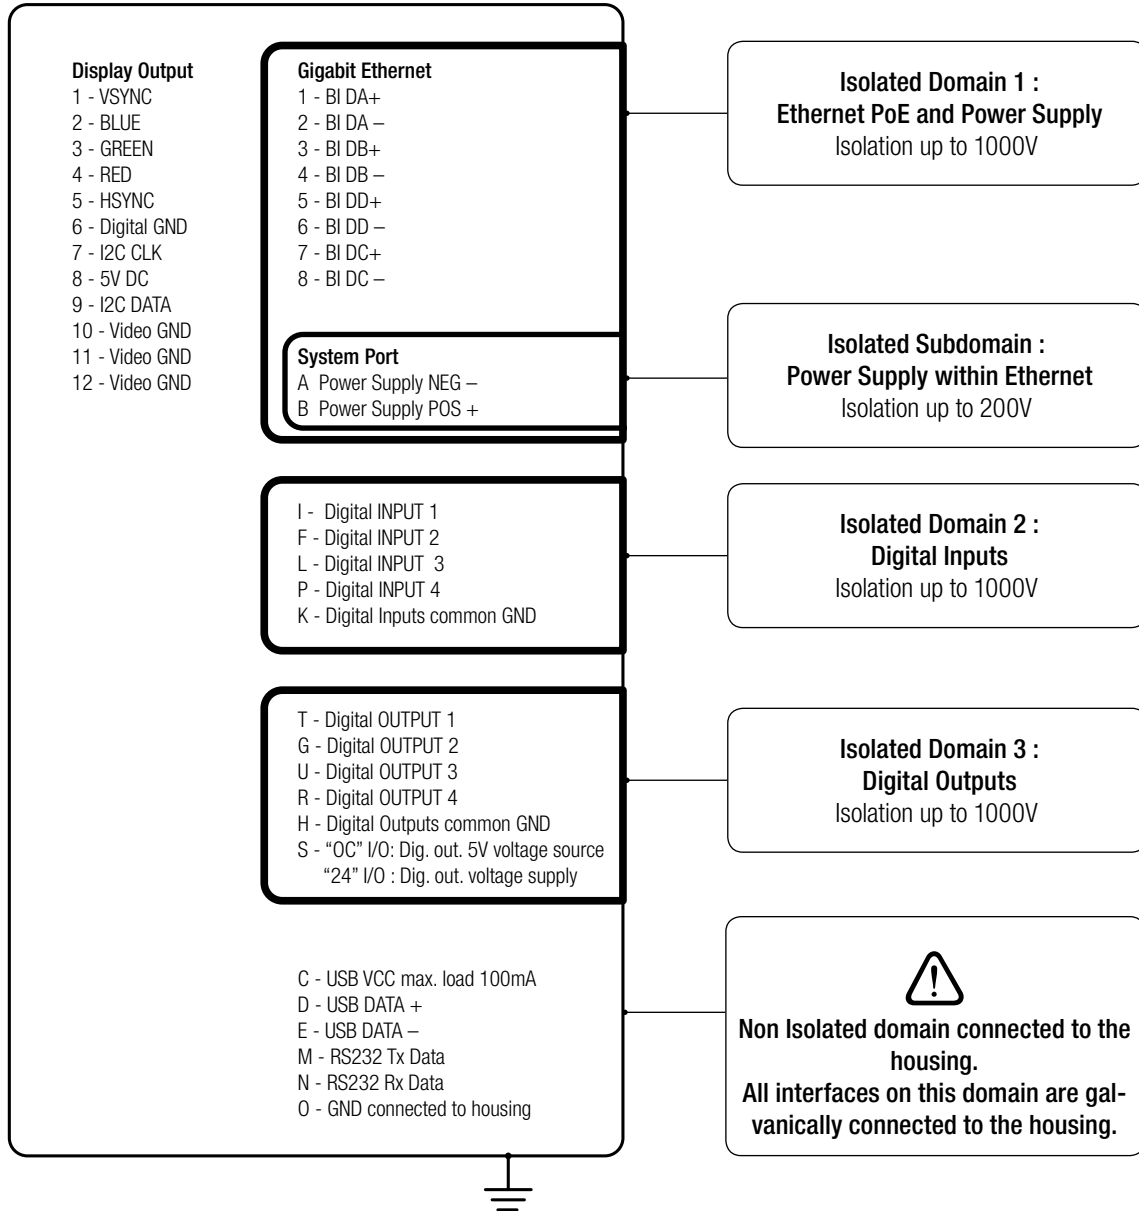 Display Output
1 - VSYNC
2 - BLUE
3 - GREEN
4 - RED
5 - HSYNC
6 - Digital GND
7 - I2C CLK
8 - 5V DC
9 - I2C DATA
10 - Video GND
11 - Video GND
12 - Video GND
Gigabit Ethernet
1 - BI DA+
2 - BI DA –
3 - BI DB+
4 - BI DB –
5 - BI DD+
6 - BI DD –
7 - BI DC+
8 - BI DC –
System Port
A Power Supply NEG –
B Power Supply POS +
I - Digital INPUT 1
F - Digital INPUT 2
L - Digital INPUT 3
P - Digital INPUT 4
K - Digital Inputs common GND
T - Digital OUTPUT 1
G - Digital OUTPUT 2
U - Digital OUTPUT 3
R - Digital OUTPUT 4
H - Digital Outputs common GND
S - “OC” I/O: Dig. out. 5V voltage source
“24” I/O : Dig. out. voltage supply
C - USB VCC max. load 100mA
D - USB DATA +
E - USB DATA –
M - RS232 Tx Data
N - RS232 Rx Data
O - GND connected to housing
Isolated Domain 1 :
Ethernet PoE and Power Supply
Isolation up to 1000V
Isolated Subdomain :
Power Supply within Ethernet
Isolation up to 200V
Isolated Domain 2 :
Digital Inputs
Isolation up to 1000V
Isolated Domain 3 :
Digital Outputs
Isolation up to 1000V
Non Isolated domain connected to the
housing.
All interfaces on this domain are gal-
vanically connected to the housing.